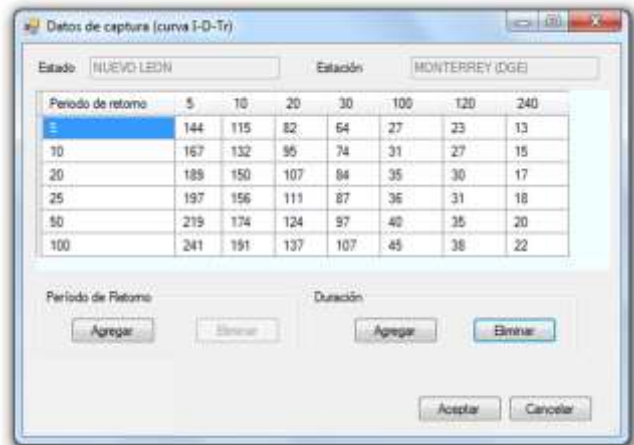 Datos de captura (curva I-D-Tr)
Estado NUEVO LEON Estación MONTERREY (DGE)
Periodo de retorno 5 10 20 30 100 120 240
5 144 115 82 64 27 23 13
10 167 132 95 74 31 27 15
20 189 150 107 84 35 30 17
25 197 156 111 87 36 31 18
50 219 174 124 97 40 35 20
100 241 191 137 107 45 38 22
Período de Retorno Duración
Agregar Eliminar Agregar Eliminar
Aceptar Cancelar